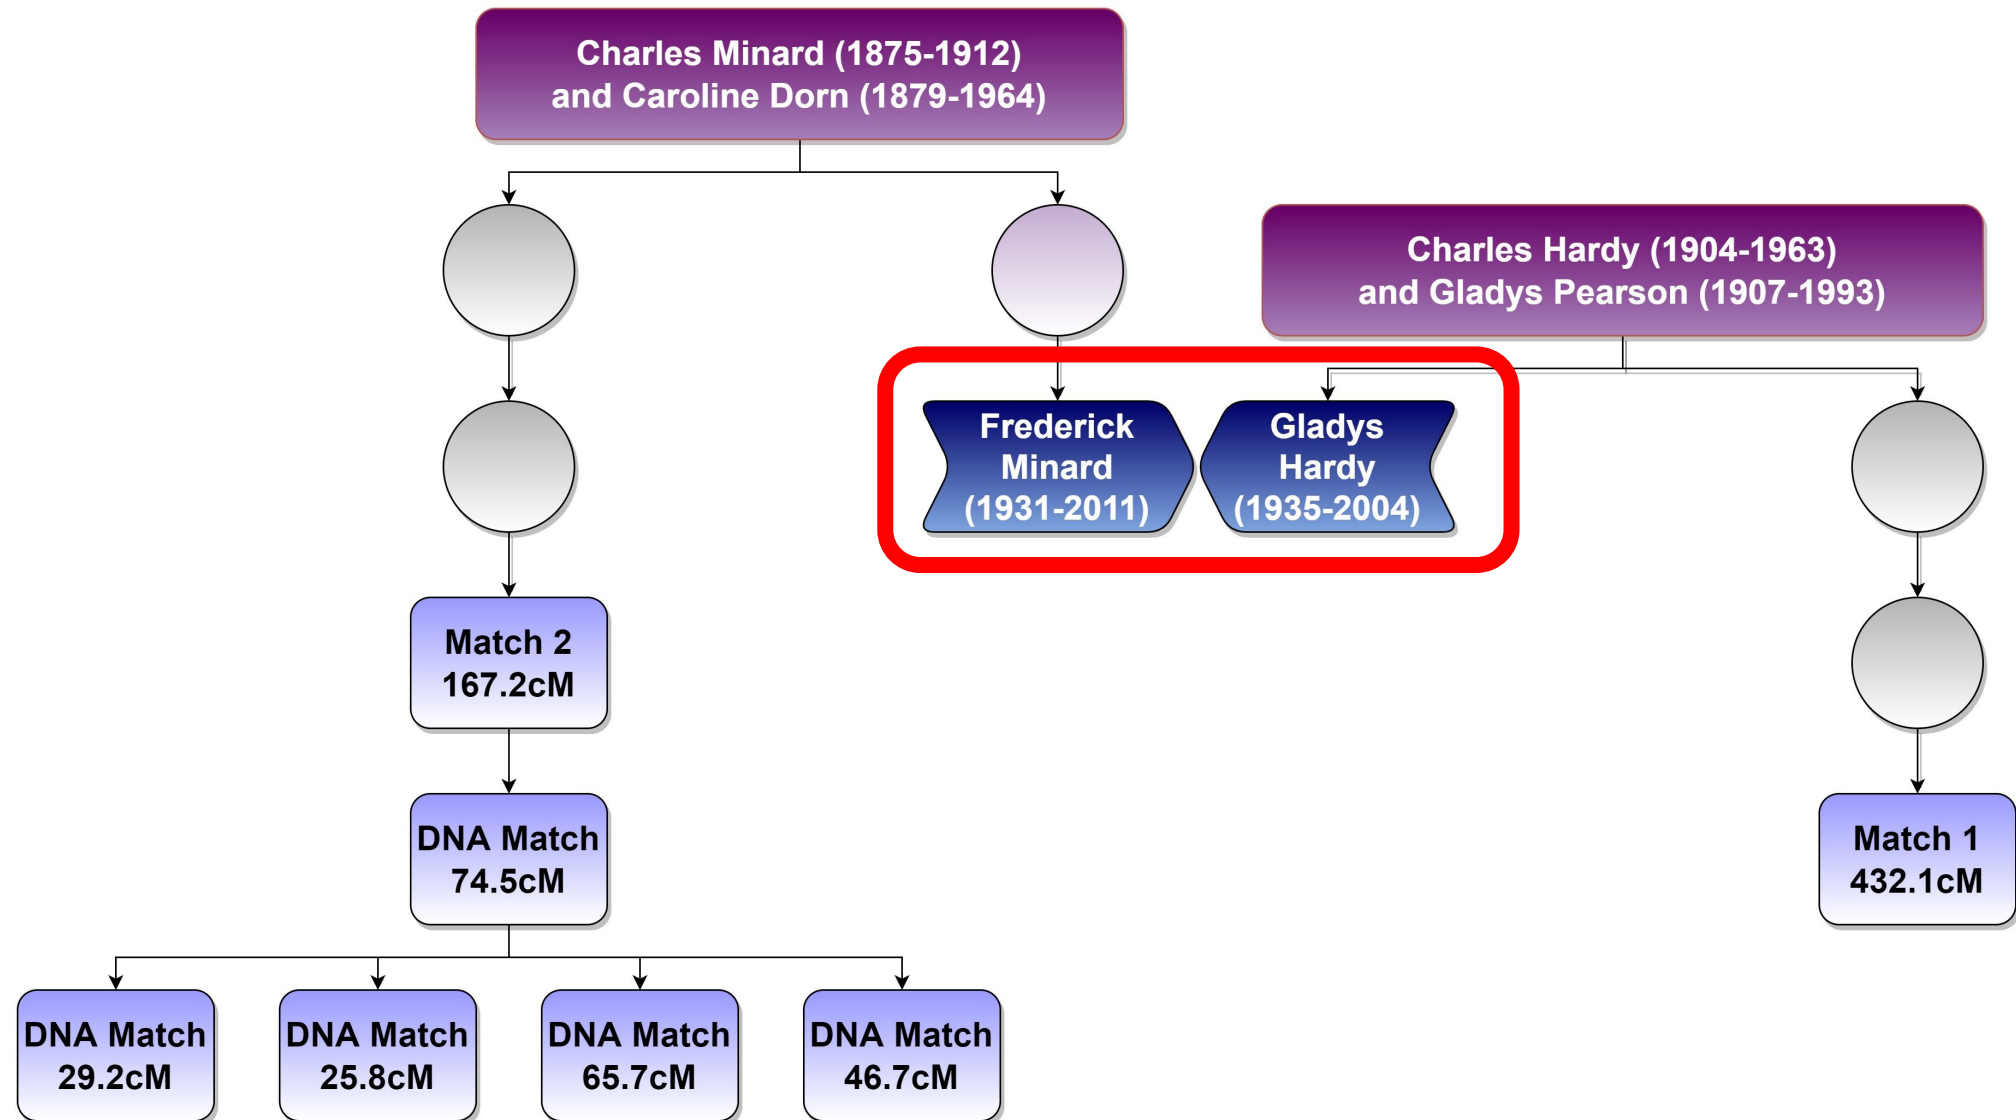 Charles Minard (1875-1912)
and Caroline Dorn (1879-1964)
Charles Hardy (1904-1963)
and Gladys Pearson (1907-1993)
Frederick
Minard
(1931-2011)
Gladys
Hardy
(1935-2004)
Match 2
167.2cM
DNA Match
74.5cM
Match 1
432.1cM
DNA Match
29.2cM
DNA Match
25.8cM
DNA Match
65.7cM
DNA Match
46.7cM